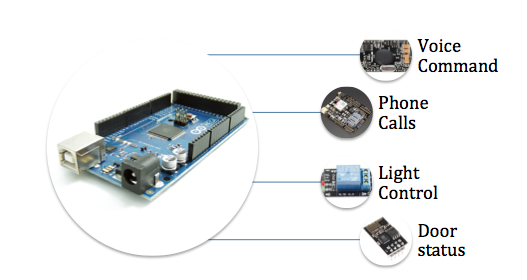 Voice
Command
Phone
Calls
Light
Control
Door
status